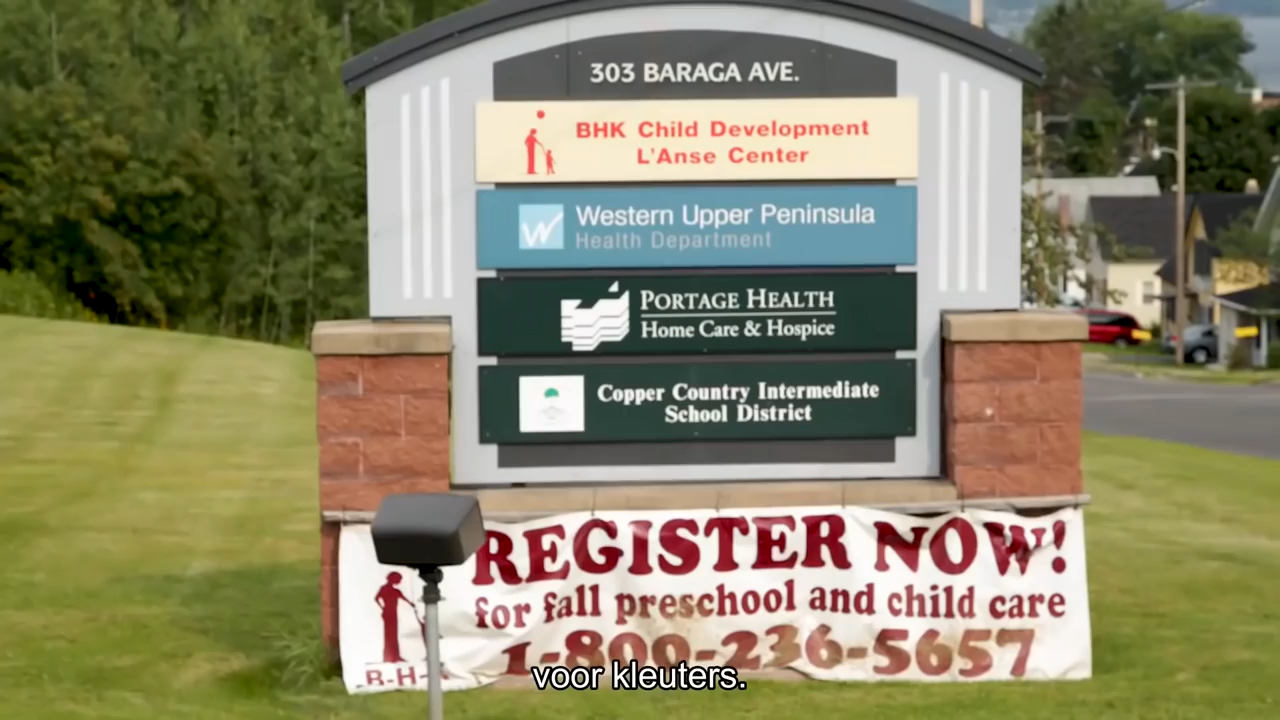 303 BARAGA AVE.
BHK Child Development
L'Anse Center
Western Upper Peninsula
Health Department
PORTAGE HEALTH
Home Care & Hospice
Copper Country Intermediate
School District
REGISTER NOW!
for fall preschool and child care
1-800-236-5657
B-H-
voor kleuters.